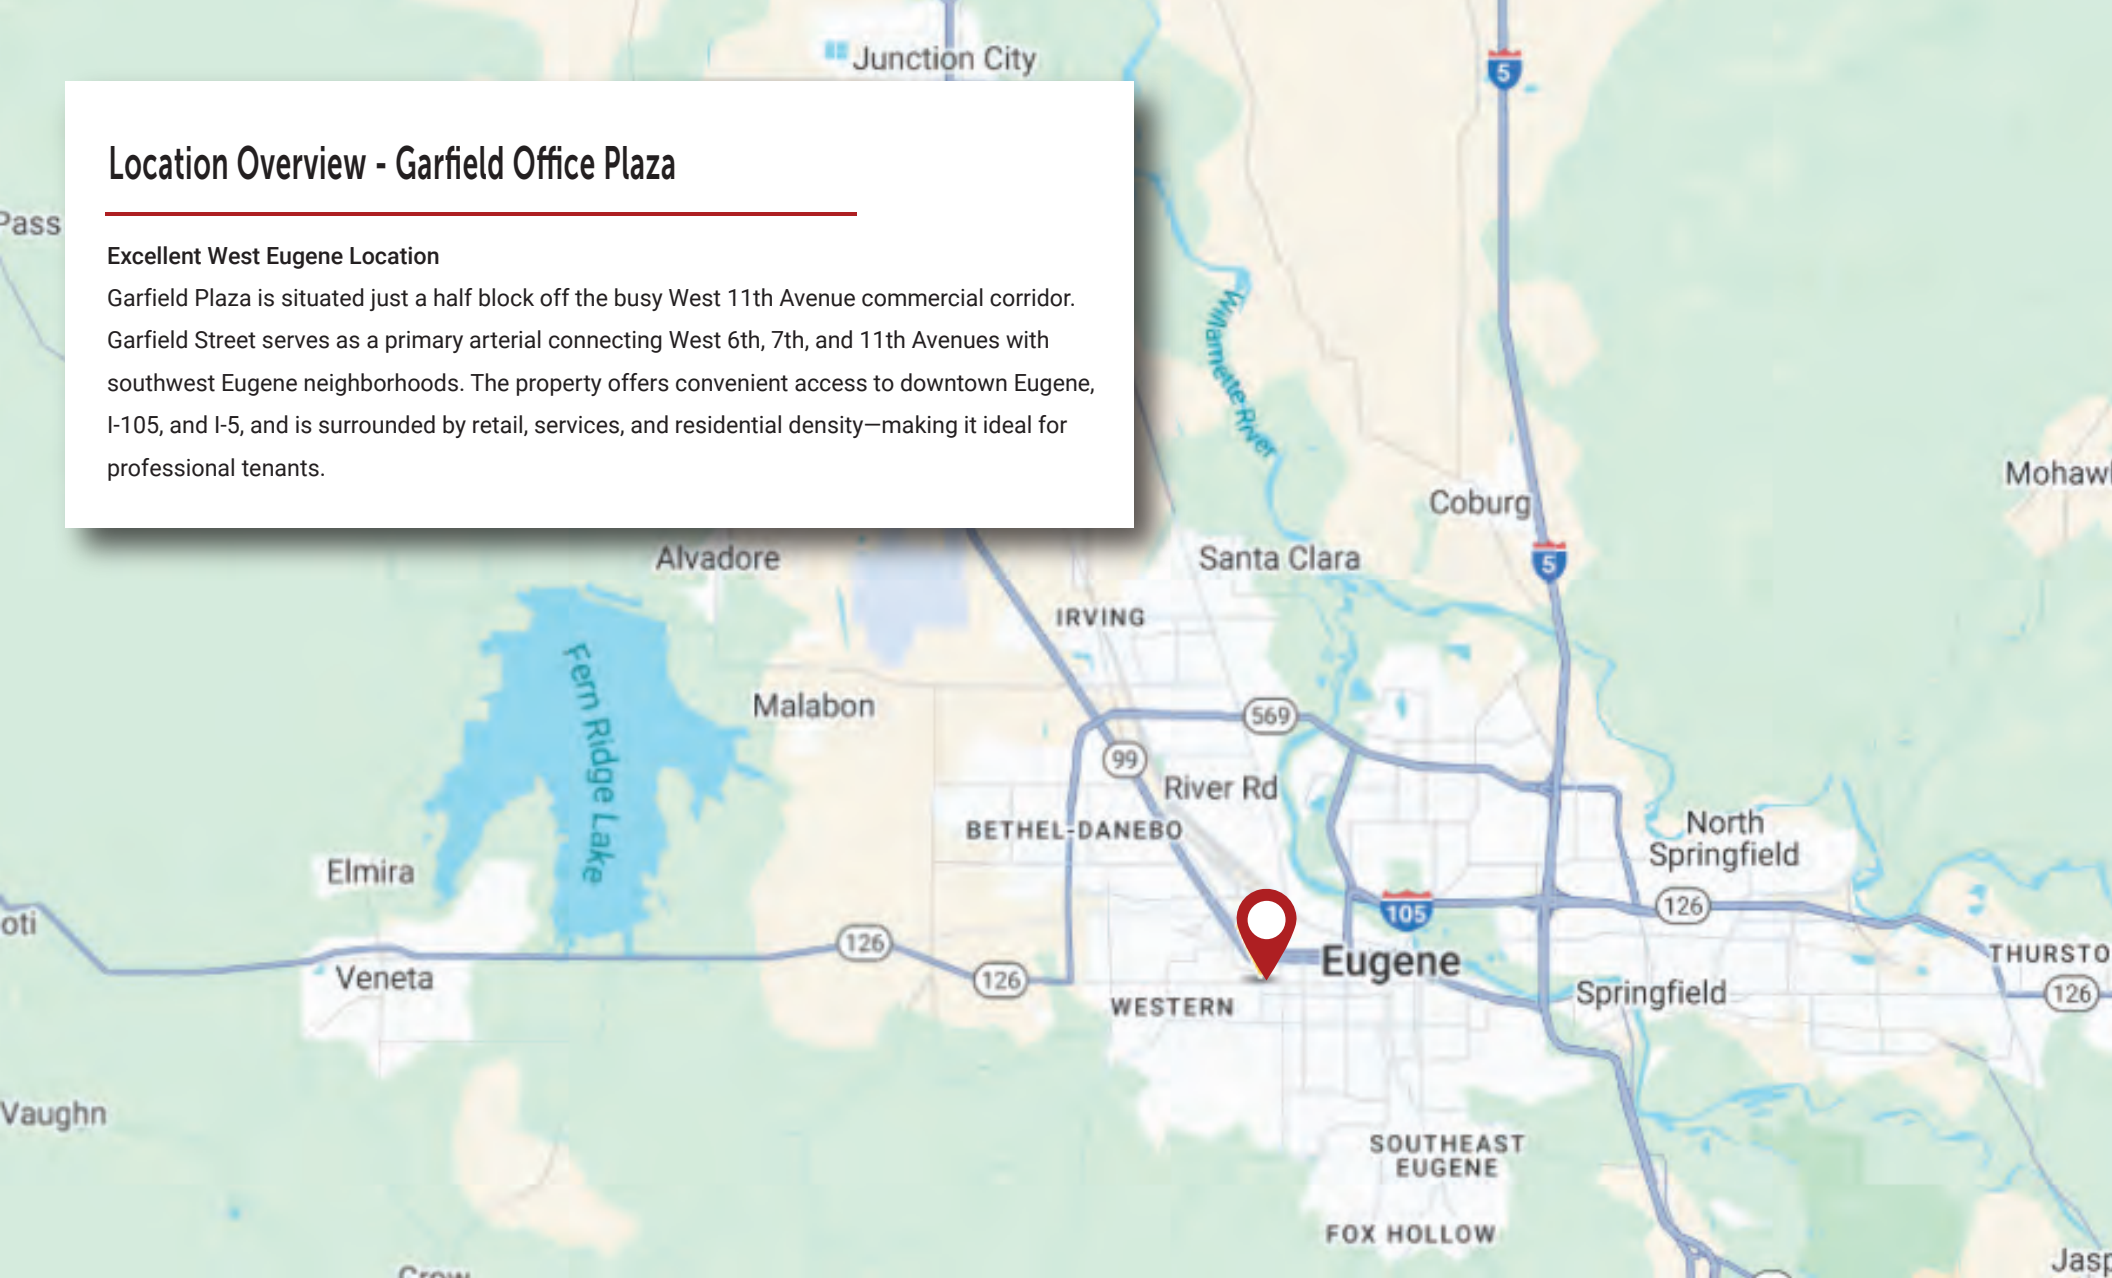 Junction City
5
Location Overview - Garfield Office Plaza
Pass
Excellent West Eugene Location
Garfield Plaza is situated just a half block off the busy West 11th Avenue commercial corridor.
Garfield Street serves as a primary arterial connecting West 6th, 7th, and 11th Avenues with
southwest Eugene neighborhoods. The property offers convenient access to downtown Eugene,
I-105, and I-5, and is surrounded by retail, services, and residential density—making it ideal for
professional tenants.
Willamette River
Mohawk
Coburg
Alvadore
Santa Clara
5
IRVING
Fern Ridge Lake
Malabon
569
99
River Rd
BETHEL-DANEBO
North
Springfield
Elmira
105
126
oti
126
Eugene
THURSTO
126
Veneta
WESTERN
Springfield
126
Vaughn
SOUTHEAST
EUGENE
FOX HOLLOW
Jasp
Crow